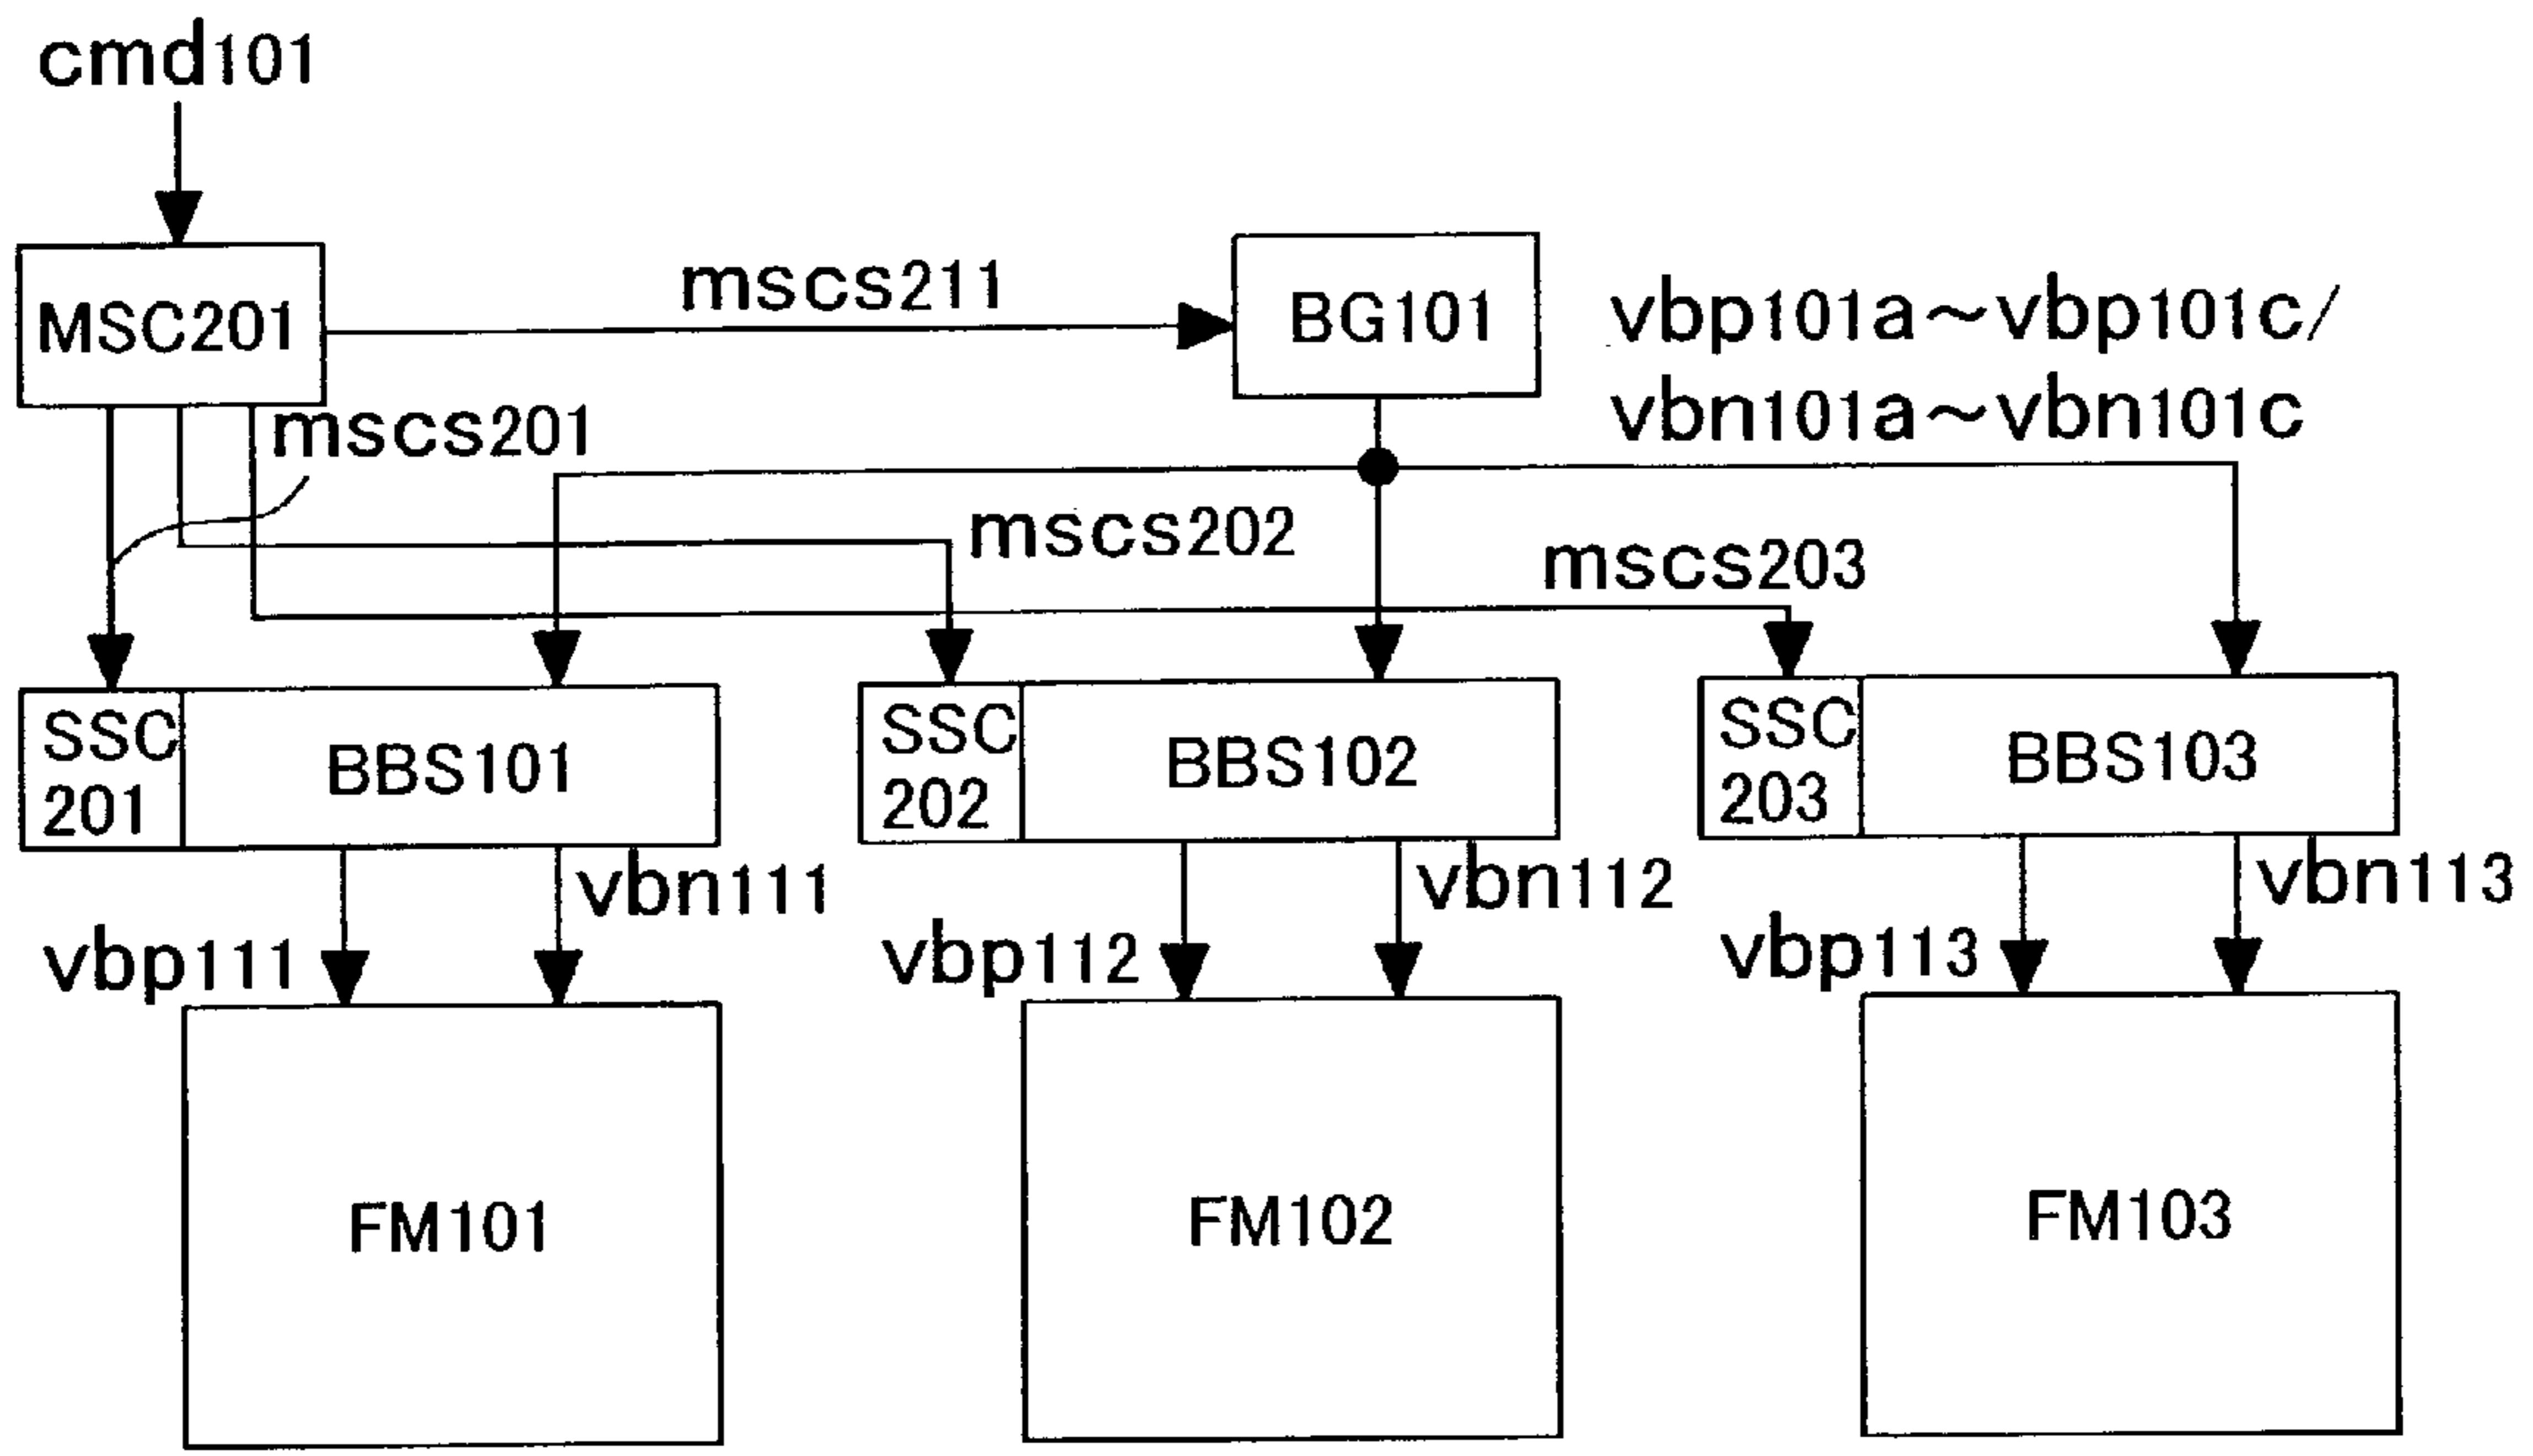 cmd101
MSC201
mscs211
BG101
vbp101a~vbp101c/
vbn101a~vbn101c
mscs201
mscs202
mscs203
SSC
201
BBS101
SSC
202
BBS102
SSC
203
BBS103
vbn111
vbp111
vbn112
vbp112
vbn113
vbp113
FM101
FM102
FM103